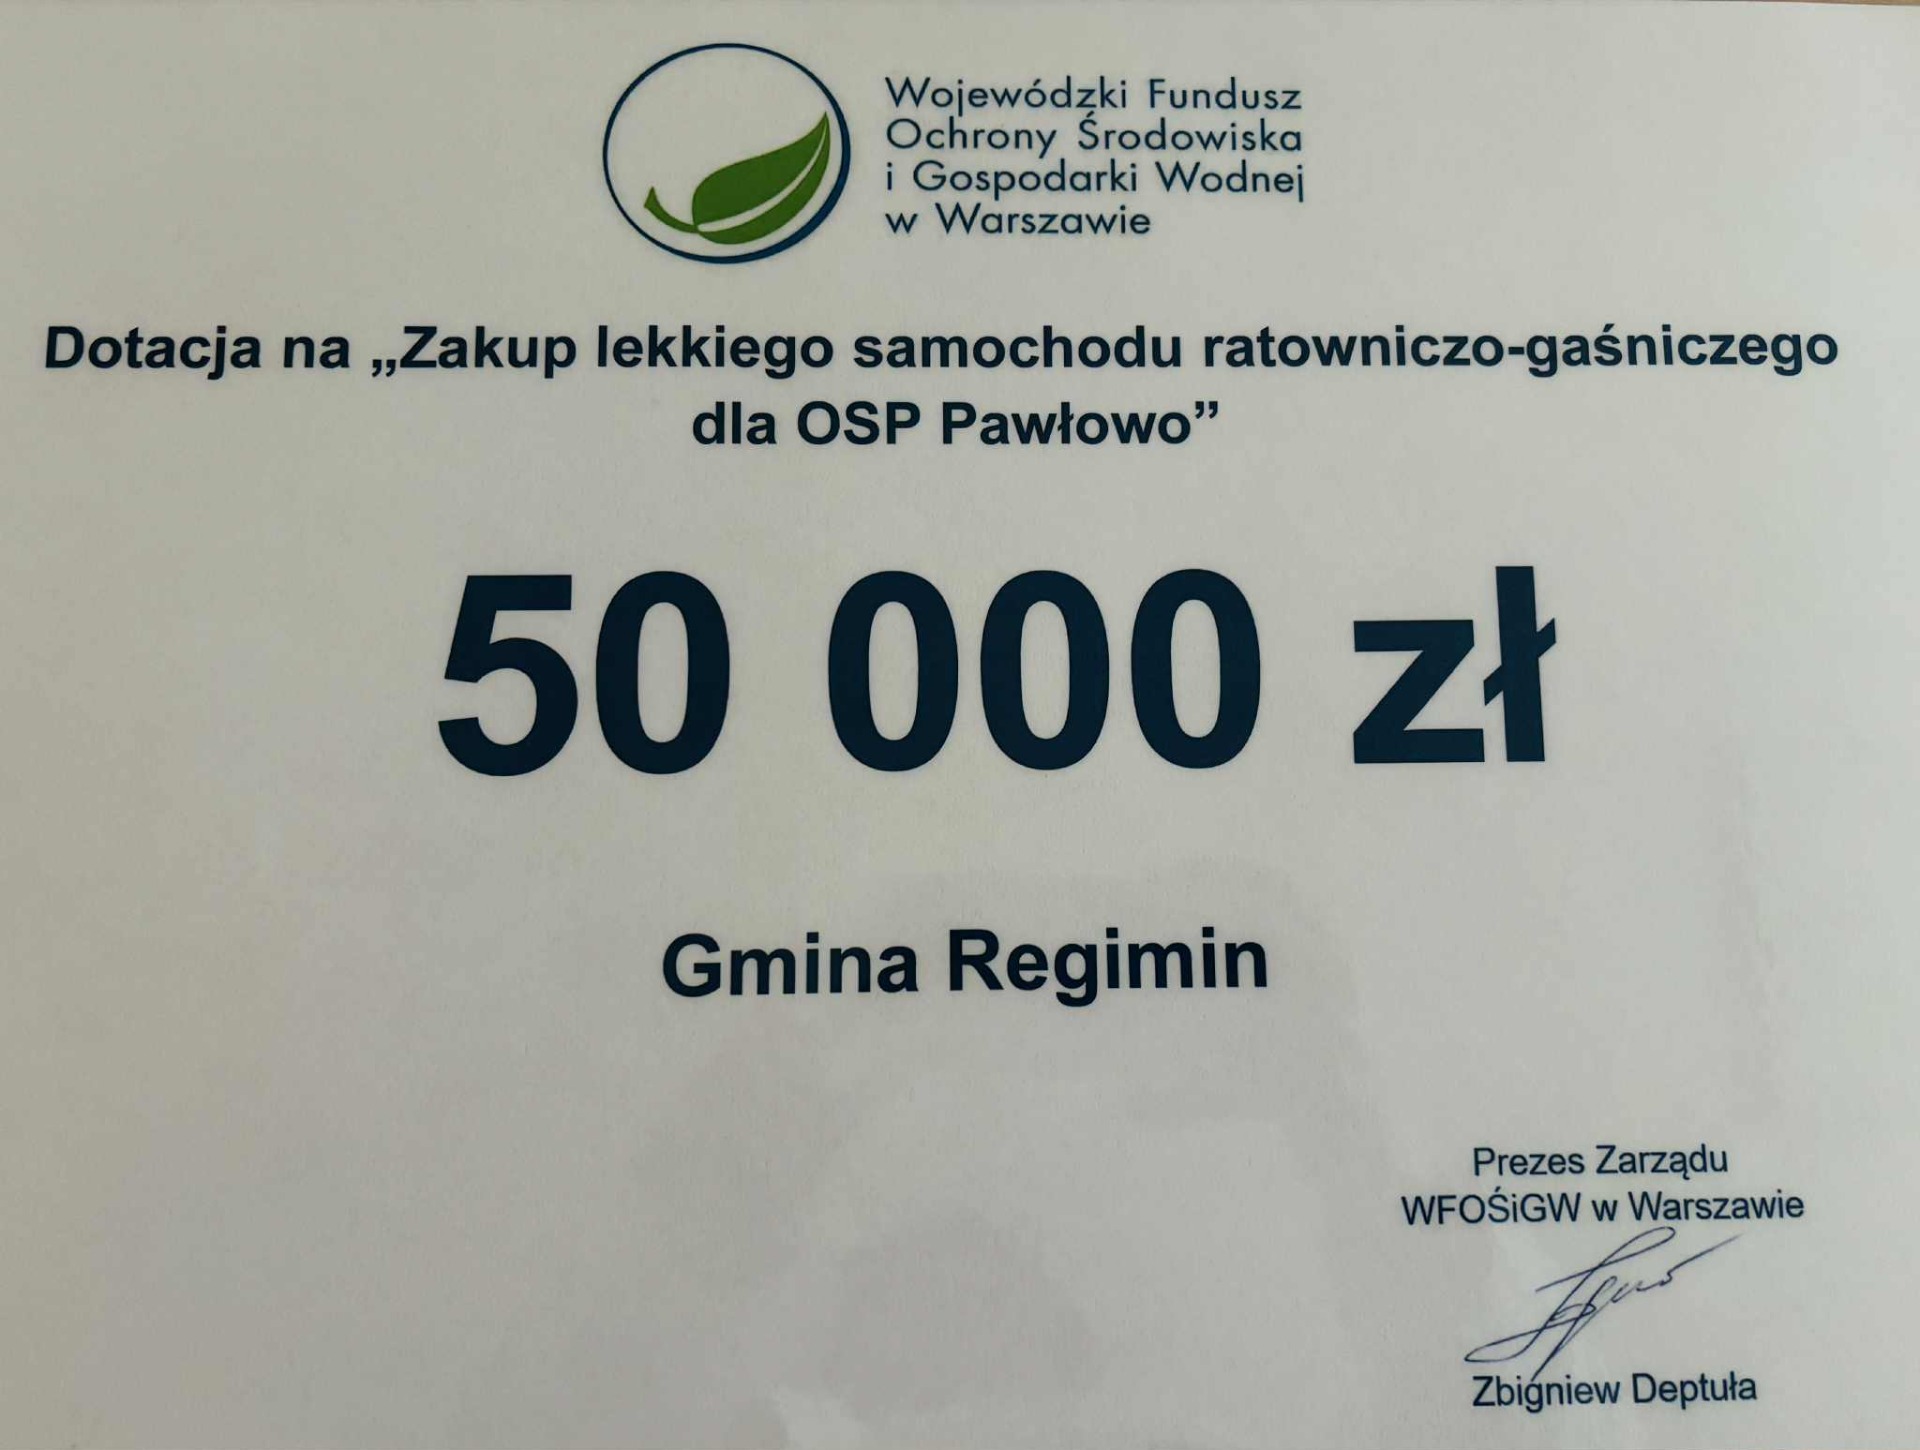 Wojewódzki Fundusz
Ochrony Środowiska
i Gospodarki Wodnej
w Warszawie
Dotacja na „Zakup lekkiego samochodu ratowniczo-gaśniczego
dla OSP Pawłowo”
50 000 zł
Gmina Regimin
Prezes Zarządu
WFOŚiGW w Warszawie
Zbigniew Deptuła